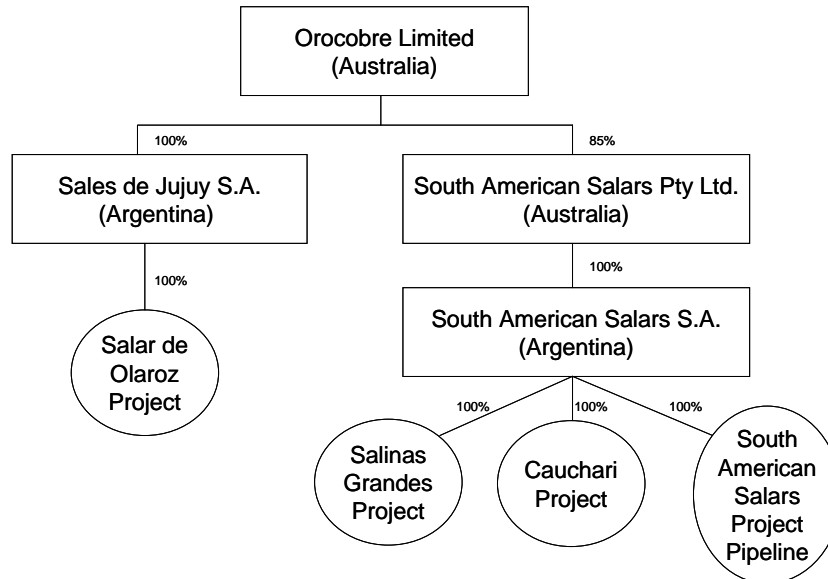 Orocobre Limited
(Australia)
100%
85%
Sales de Jujuy S.A.
(Argentina)
South American Salars Pty Ltd.
(Australia)
100%
100%
South American Salars S.A.
(Argentina)
Salar de
Olaroz
Project
100%
100%
100%
Salinas
Grandes
Project
Cauchari
Project
South
American
Salars
Project
Pipeline